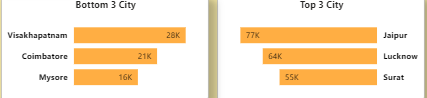 Bottom 3 City
Visakhapatnam 28K
Coimbatore 21K
Mysore 16K
Top 3 City
77K Jaipur
64K Lucknow
55K Surat